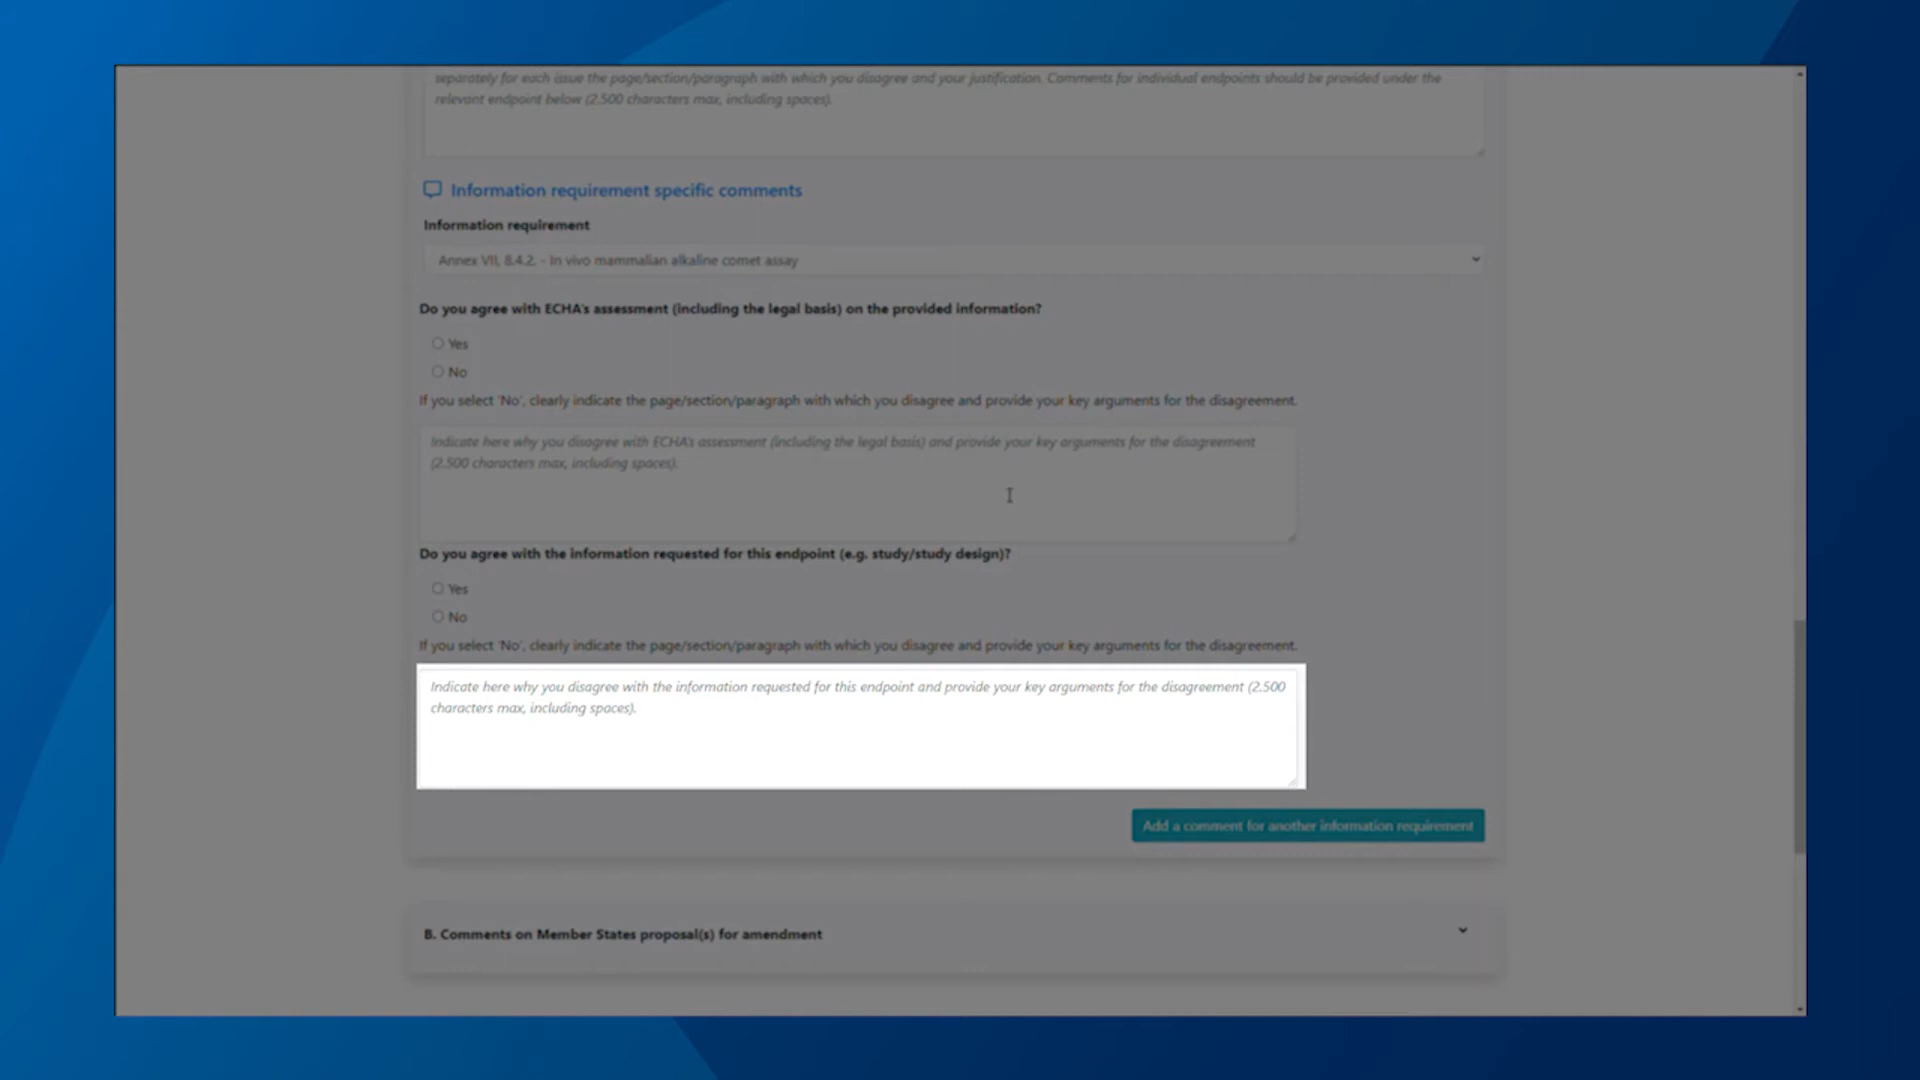 separately for each issue the page/section/paragraph with which you disagree and your justification. Comments for individual endpoints should be provided under the
relevant endpoint below (2.500 characters max, including spaces).
Information requirement specific comments
Information requirement
Annex VII, 8.4.2. - In vivo mammalian alkaline comet assay
Do you agree with ECHA's assessment (including the legal basis) on the provided information?
Yes
No
If you select 'No', clearly indicate the page/section/paragraph with which you disagree and provide your key arguments for the disagreement.
Indicate here why you disagree with ECHA's assessment (including the legal basis) and provide your key arguments for the disagreement
(2.500 characters max, including spaces).
Do you agree with the information requested for this endpoint (e.g. study/study design)?
Yes
No
If you select 'No', clearly indicate the page/section/paragraph with which you disagree and provide your key arguments for the disagreement.
Indicate here why you disagree with the information requested for this endpoint and provide your key arguments for the disagreement (2.500
characters max, including spaces).
Add a comment for another information requirement
B. Comments on Member States proposal(s) for amendment